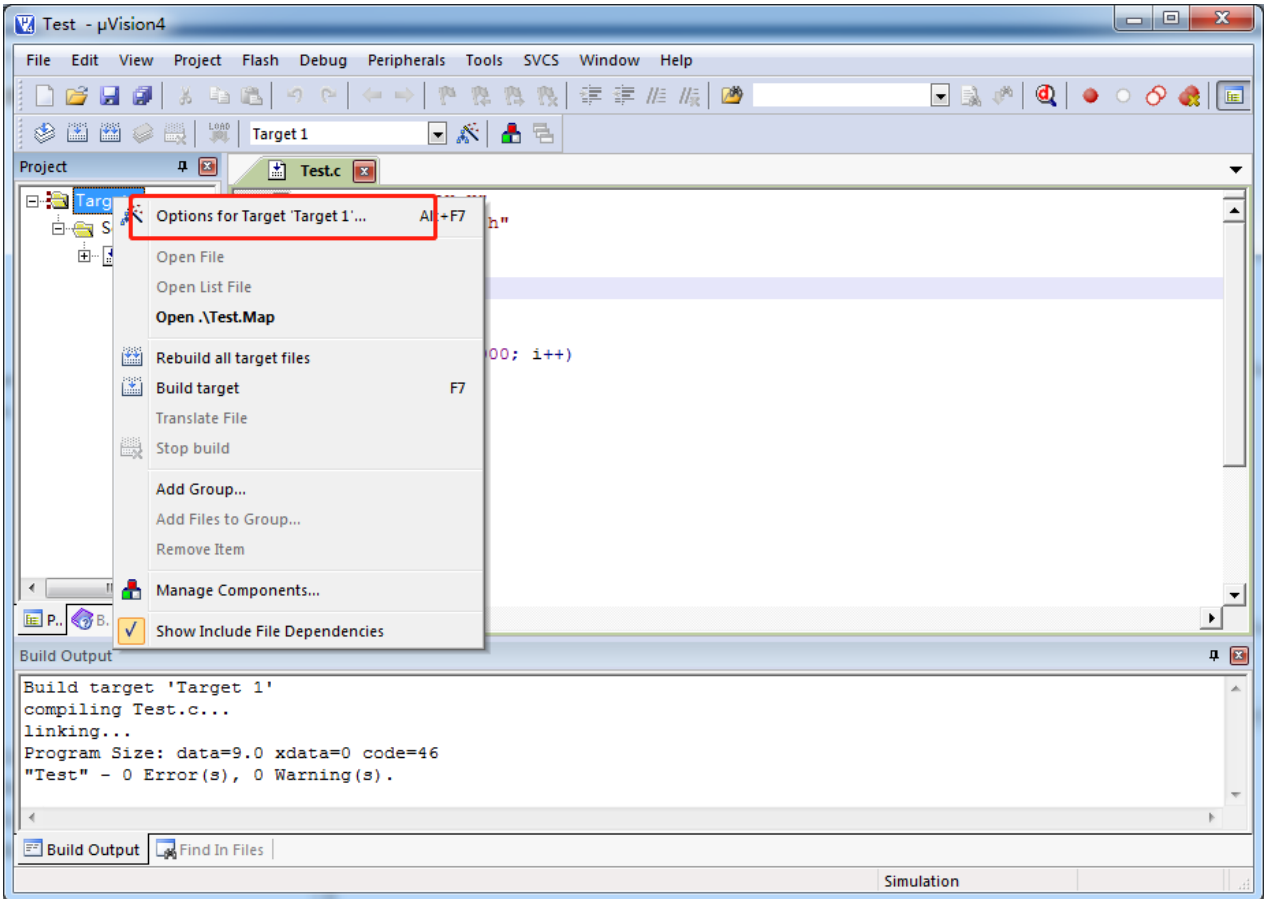 Test - µVision4
File Edit View Project Flash Debug Peripherals Tools SVCS Window Help
LOAD Target 1
Project
Test.c
Targ
Options for Target 'Target 1'... Alt+F7
h"
S
Open File
Open List File
Open .\Test.Map
Rebuild all target files
00; i++)
Build target F7
Translate File
Stop build
Add Group...
Add Files to Group...
Remove Item
Manage Components...
P.. B.
Show Include File Dependencies
Build Output
Build target 'Target 1'
compiling Test.c...
linking...
Program Size: data=9.0 xdata=0 code=46
"Test" - 0 Error(s), 0 Warning(s).
Build Output Find In Files
Simulation